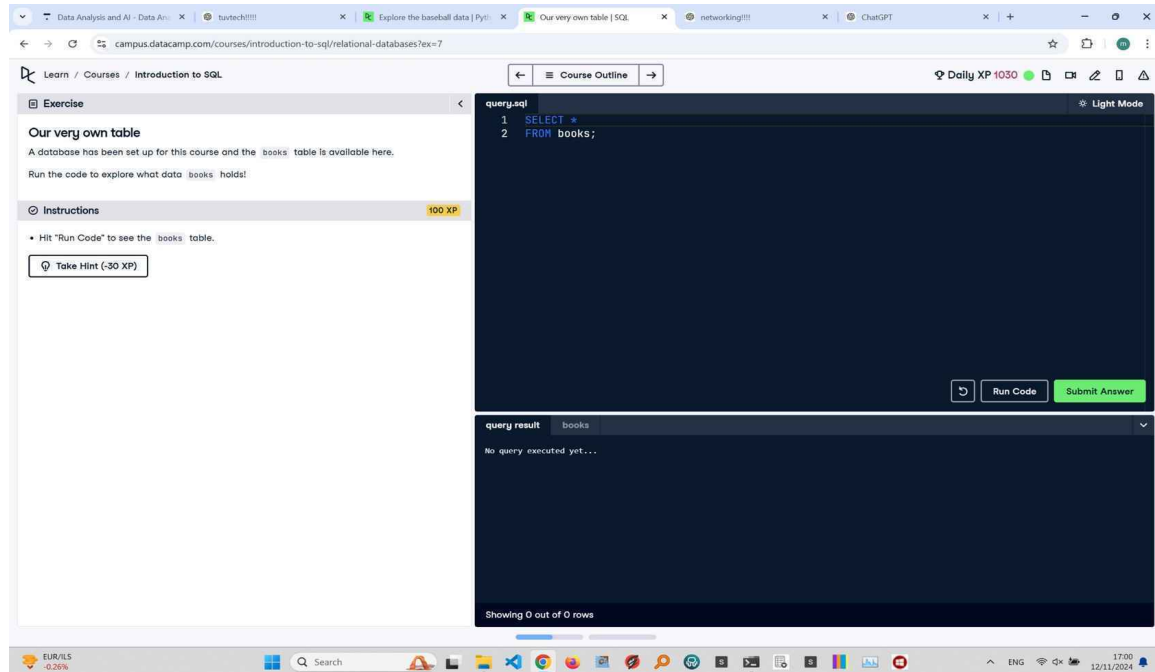 Data Analysis and AI - Data An
tuvtech!!!!!
Explore the baseball data | Pyth
Our very own table | SQL
networking!!!!
ChatGPT
campus.datacamp.com/courses/introduction-to-sql/relational-databases?ex=7
m
Learn / Courses / Introduction to SQL
Course Outline
Daily XP 1030
Exercise
Our very own table
A database has been set up for this course and the books table is available here.
Run the code to explore what data books holds!
Instructions
100 XP
• Hit "Run Code" to see the books table.
Take Hint (-30 XP)
query.sql
Light Mode
1 SELECT *
2 FROM books;
Run Code
Submit Answer
query result
books
No query executed yet...
Showing 0 out of 0 rows
EUR/ILS
-0.26%
Search
ENG
17:00
12/11/2024